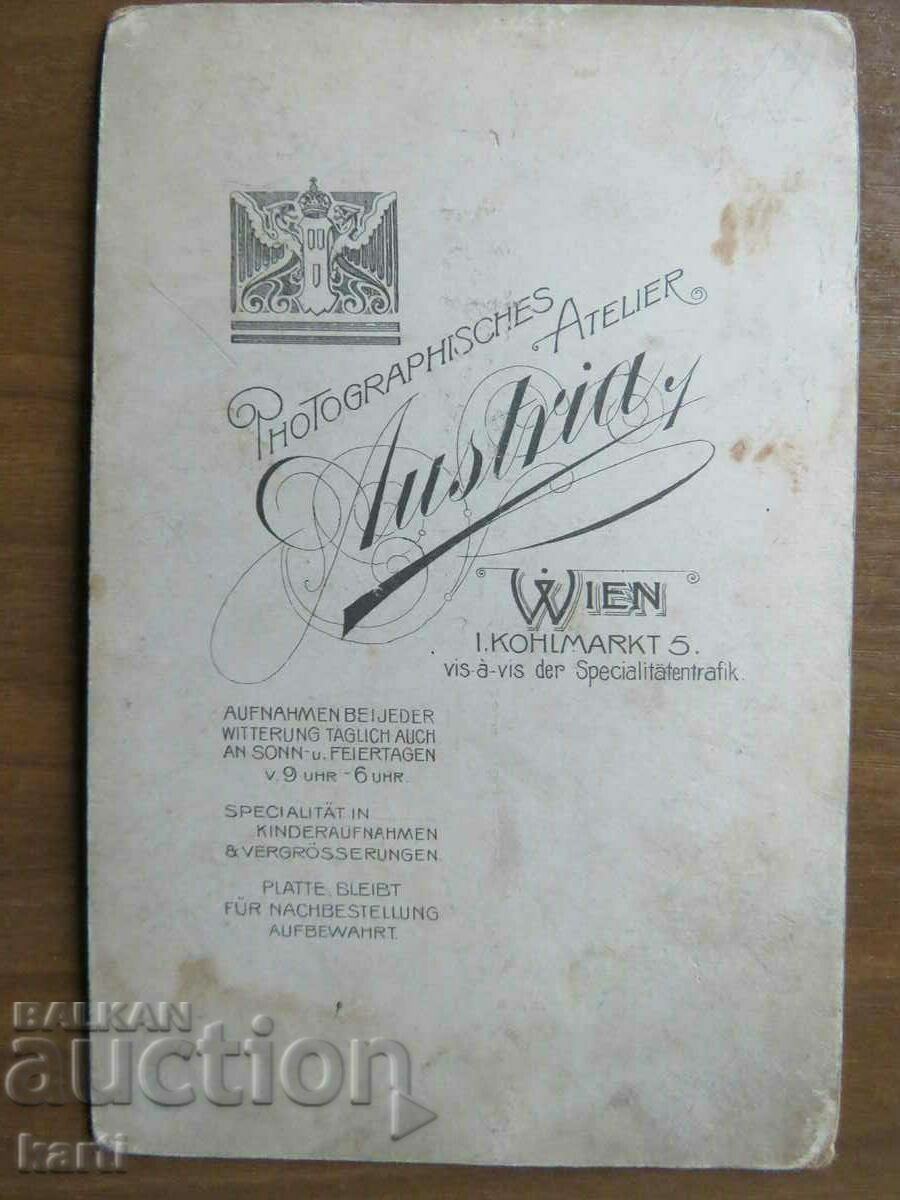 PHOTOGRAPHISCHES ATELIER
Austria,
WIEN
I. KOHLMARKT 5.
vis-à-vis der Specialitätentrafik.
AUFNAHMEN BEI JEDER
WITTERUNG TÄGLICH AUCH
AN SONN- u. FEIERTAGEN
v. 9 UHR - 6 UHR.
SPECIALITÄT IN
KINDERAUFNAHMEN
& VERGRÖSSERUNGEN.
PLATTE BLEIBT
FÜR NACHBESTELLUNG
AUFBEWAHRT.
BALKAN
auction
karti